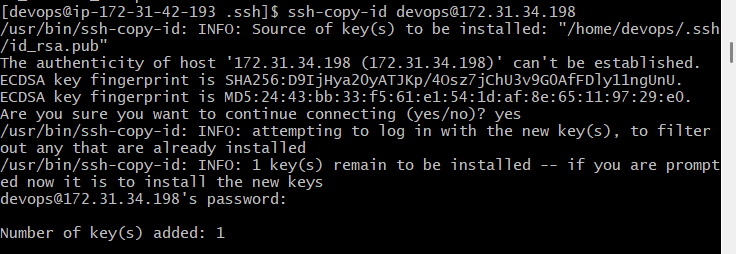 [devops@ip-172-31-42-193 .ssh]$ ssh-copy-id devops@172.31.34.198
/usr/bin/ssh-copy-id: INFO: Source of key(s) to be installed: "/home/devops/.ssh
/id_rsa.pub"
The authenticity of host '172.31.34.198 (172.31.34.198)' can't be established.
ECDSA key fingerprint is SHA256:D9IjHya2OyATJKp/4Osz7jChU3v9G0AfFDly11ngUnU.
ECDSA key fingerprint is MD5:24:43:bb:33:f5:61:e1:54:1d:af:8e:65:11:97:29:e0.
Are you sure you want to continue connecting (yes/no)? yes
/usr/bin/ssh-copy-id: INFO: attempting to log in with the new key(s), to filter
out any that are already installed
/usr/bin/ssh-copy-id: INFO: 1 key(s) remain to be installed -- if you are prompt
ed now it is to install the new keys
devops@172.31.34.198's password:
Number of key(s) added: 1